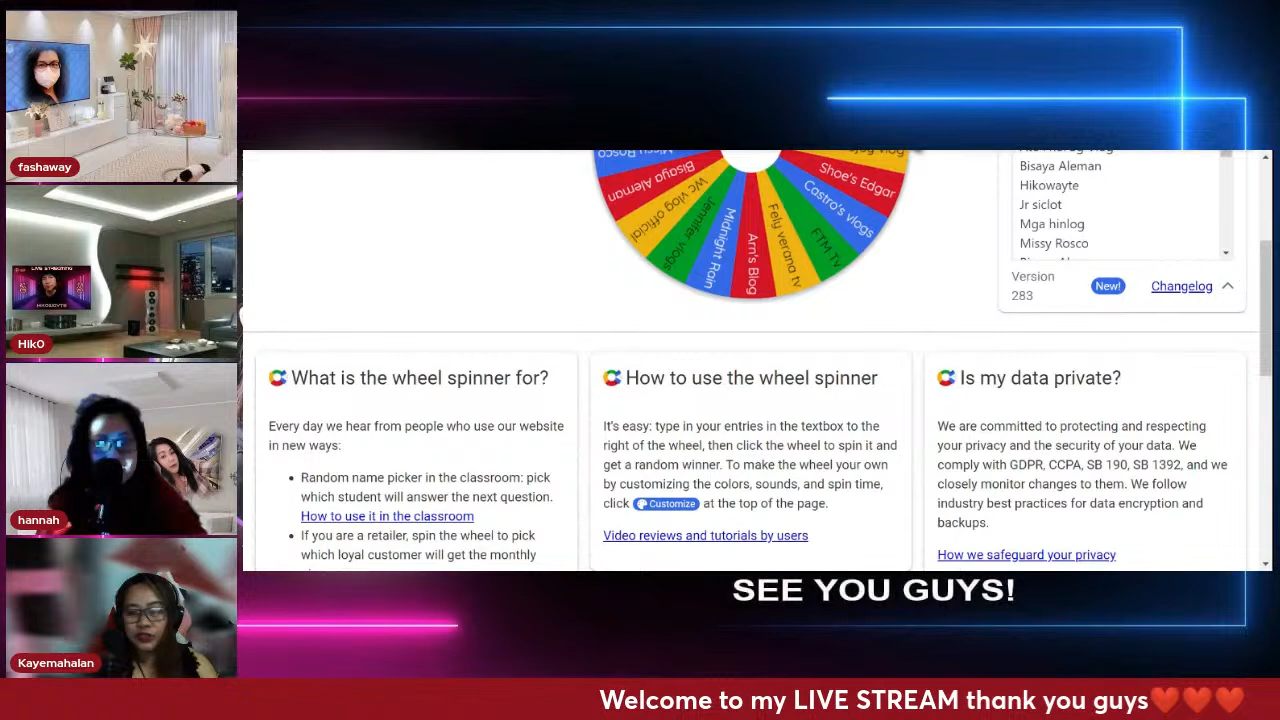 fashaway
LIVE STREAMING
HIKOWAYTE
HIkO
hannah
Kayemahalan
Missy Rosco
Bisaya Aleman
Wc vlog official
Jennifer vlogs
Midnight Rain
Arn's Blog
Fely verana tv
FTM Tv
Castro's vlogs
Shoe's Edgar
Bisaya Aleman
Hikowayte
Jr siclot
Mga hinlog
Missy Rosco
Version
283
New!
Changelog
What is the wheel spinner for?
Every day we hear from people who use our website
in new ways:
• Random name picker in the classroom: pick
which student will answer the next question.
How to use it in the classroom
• If you are a retailer, spin the wheel to pick
which loyal customer will get the monthly
How to use the wheel spinner
It's easy: type in your entries in the textbox to the
right of the wheel, then click the wheel to spin it and
get a random winner. To make the wheel your own
by customizing the colors, sounds, and spin time,
click Customize at the top of the page.
Video reviews and tutorials by users
Is my data private?
We are committed to protecting and respecting
your privacy and the security of your data. We
comply with GDPR, CCPA, SB 190, SB 1392, and we
closely monitor changes to them. We follow
industry best practices for data encryption and
backups.
How we safeguard your privacy
SEE YOU GUYS!
Welcome to my LIVE STREAM thank you guys❤️❤️❤️